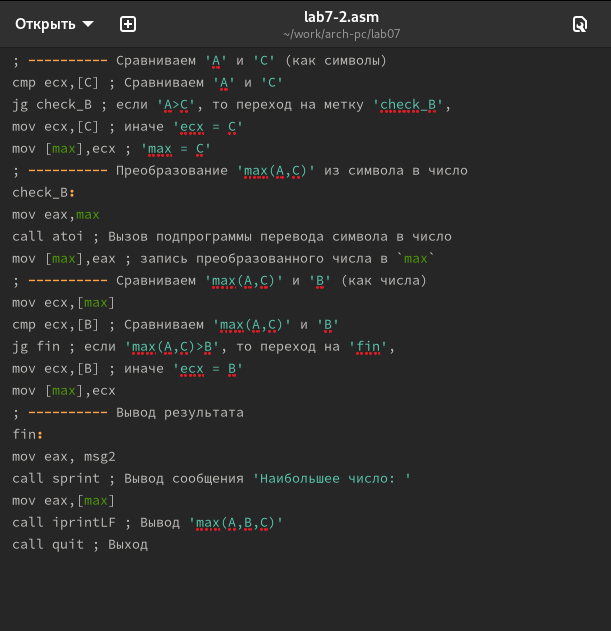 Открыть
lab7-2.asm
~/work/arch-pc/lab07
; ---------- Сравниваем 'A' и 'С' (как символы)
cmp ecx,[C] ; Сравниваем 'A' и 'С'
jg check_B ; если 'A>C', то переход на метку 'check_B',
mov ecx,[C] ; иначе 'ecx = C'
mov [max],ecx ; 'max = C'
; ---------- Преобразование 'max(A,C)' из символа в число
check_B:
mov eax,max
call atoi ; Вызов подпрограммы перевода символа в число
mov [max],eax ; запись преобразованного числа в `max`
; ---------- Сравниваем 'max(A,C)' и 'B' (как числа)
mov ecx,[max]
cmp ecx,[B] ; Сравниваем 'max(A,C)' и 'B'
jg fin ; если 'max(A,C)>B', то переход на 'fin',
mov ecx,[B] ; иначе 'ecx = B'
mov [max],ecx
; ---------- Вывод результата
fin:
mov eax, msg2
call sprint ; Вывод сообщения 'Наибольшее число: '
mov eax,[max]
call iprintLF ; Вывод 'max(A,B,C)'
call quit ; Выход